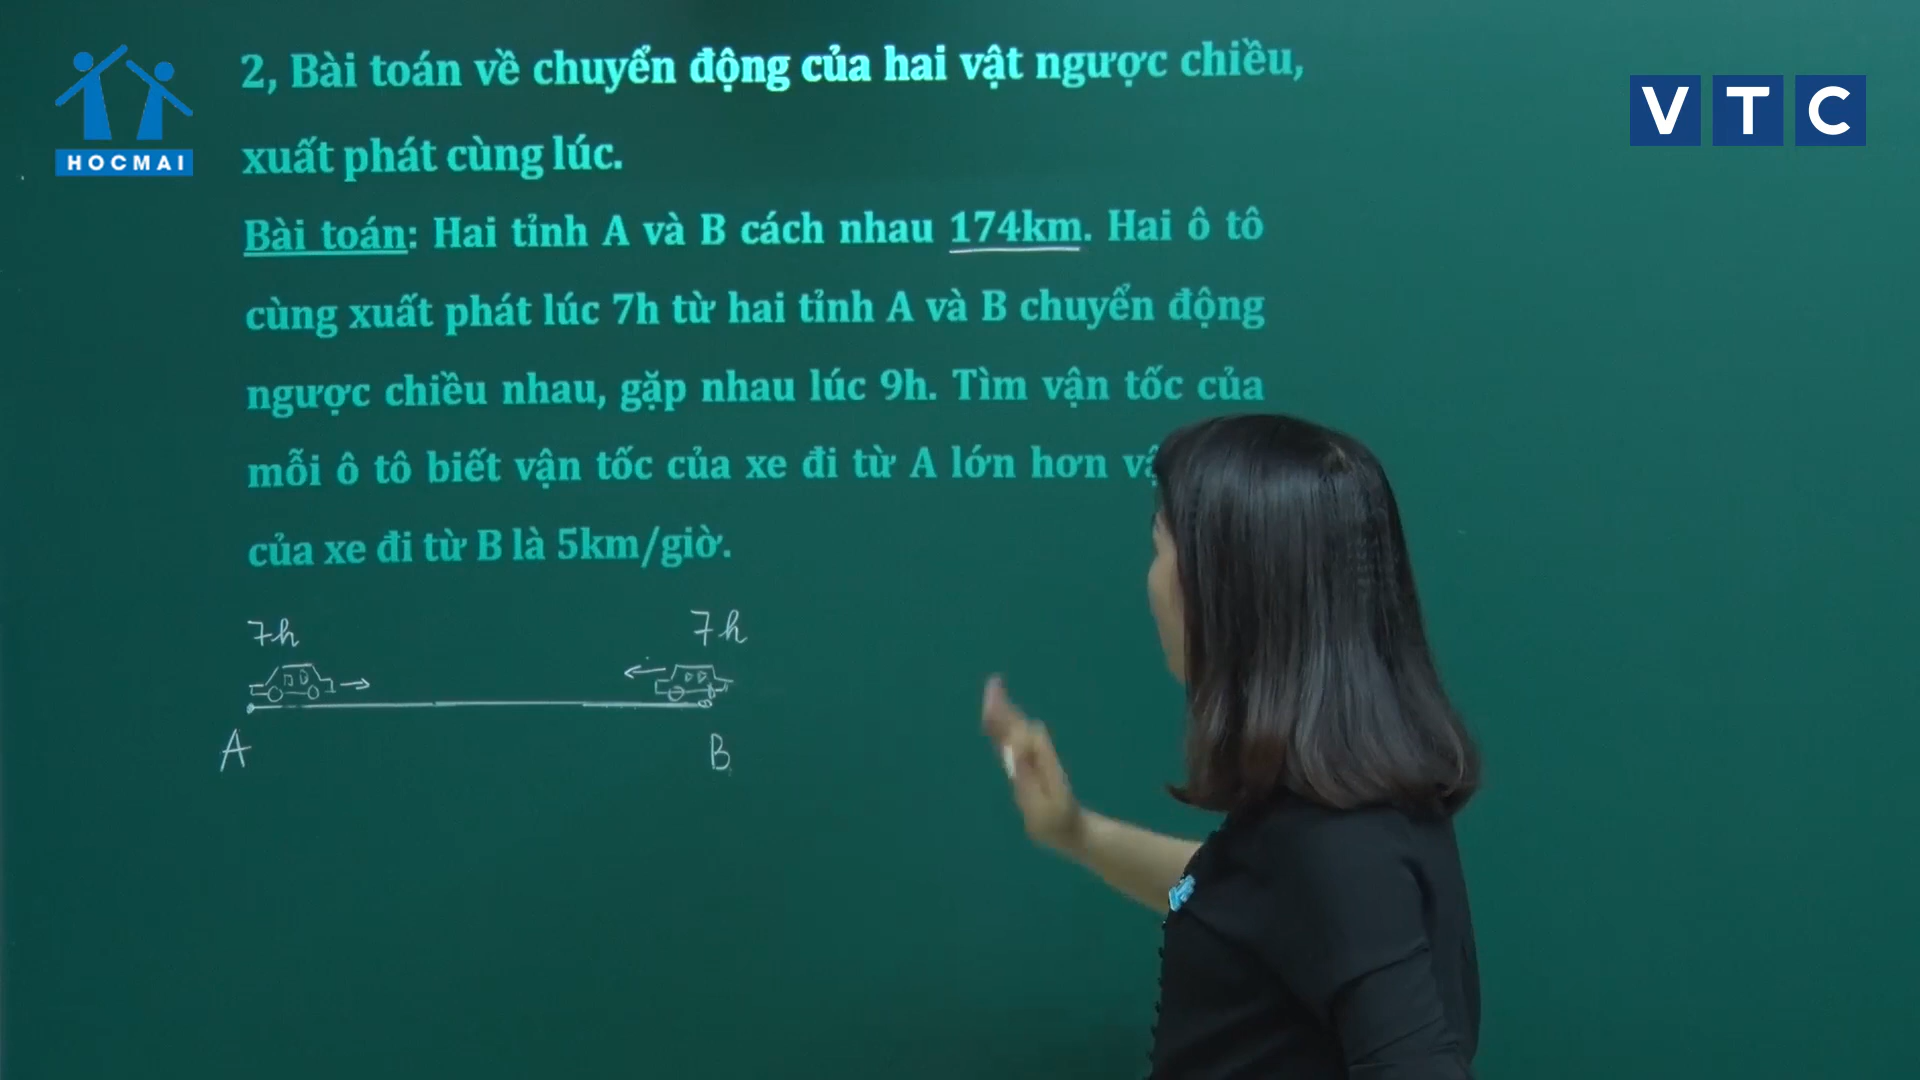 HOCMAI
VTC
2, Bài toán về chuyển động của hai vật ngược chiều,
xuất phát cùng lúc.
Bài toán: Hai tỉnh A và B cách nhau 174km. Hai ô tô
cùng xuất phát lúc 7h từ hai tỉnh A và B chuyển động
ngược chiều nhau, gặp nhau lúc 9h. Tìm vận tốc của
mỗi ô tô biết vận tốc của xe đi từ A lớn hơn
của xe đi từ B là 5km/giờ.
7h 7h
A B